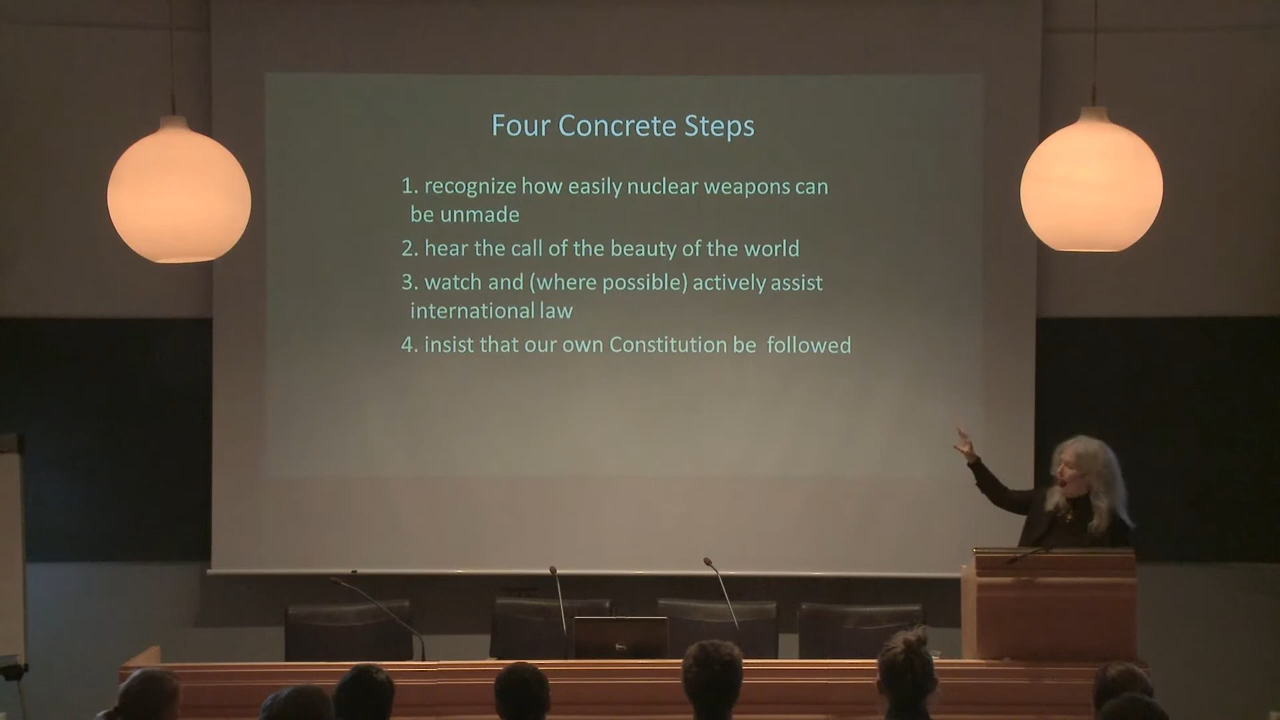 Four Concrete Steps
1. recognize how easily nuclear weapons can
be unmade
2. hear the call of the beauty of the world
3. watch and (where possible) actively assist
international law
4. insist that our own Constitution be followed